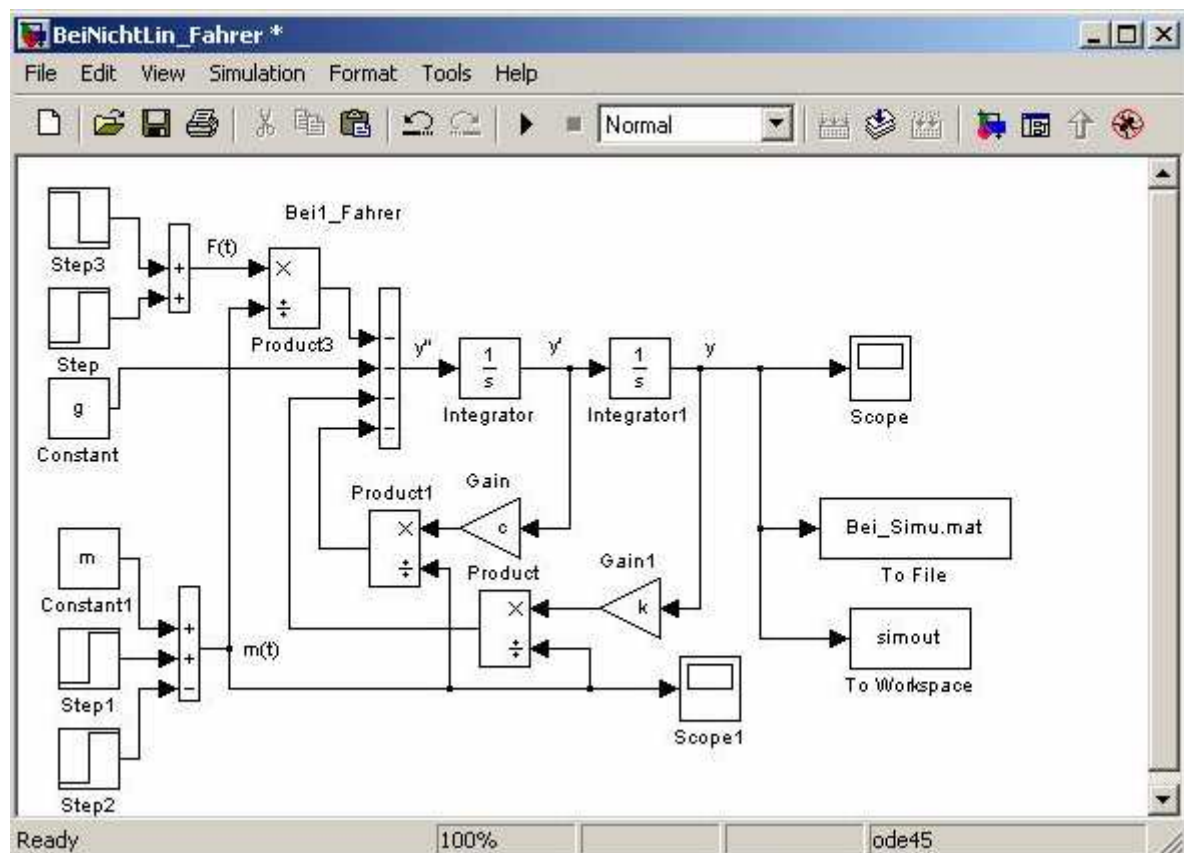 BeiNichtLin_Fahrer *
File Edit View Simulation Format Tools Help
Normal
Bei1_Fahrer
Step3
F(t)
+
+
×
÷
Product3
Step
g
Constant
−
−
−
−
y''
1
s
Integrator
y'
1
s
Integrator1
y
Scope
Product1
×
÷
Gain
c
Product
×
÷
Gain1
k
Bei_Simu.mat
To File
simout
To Workspace
m
Constant1
+
+
−
m(t)
Step1
Step2
Scope1
Ready 100% ode45